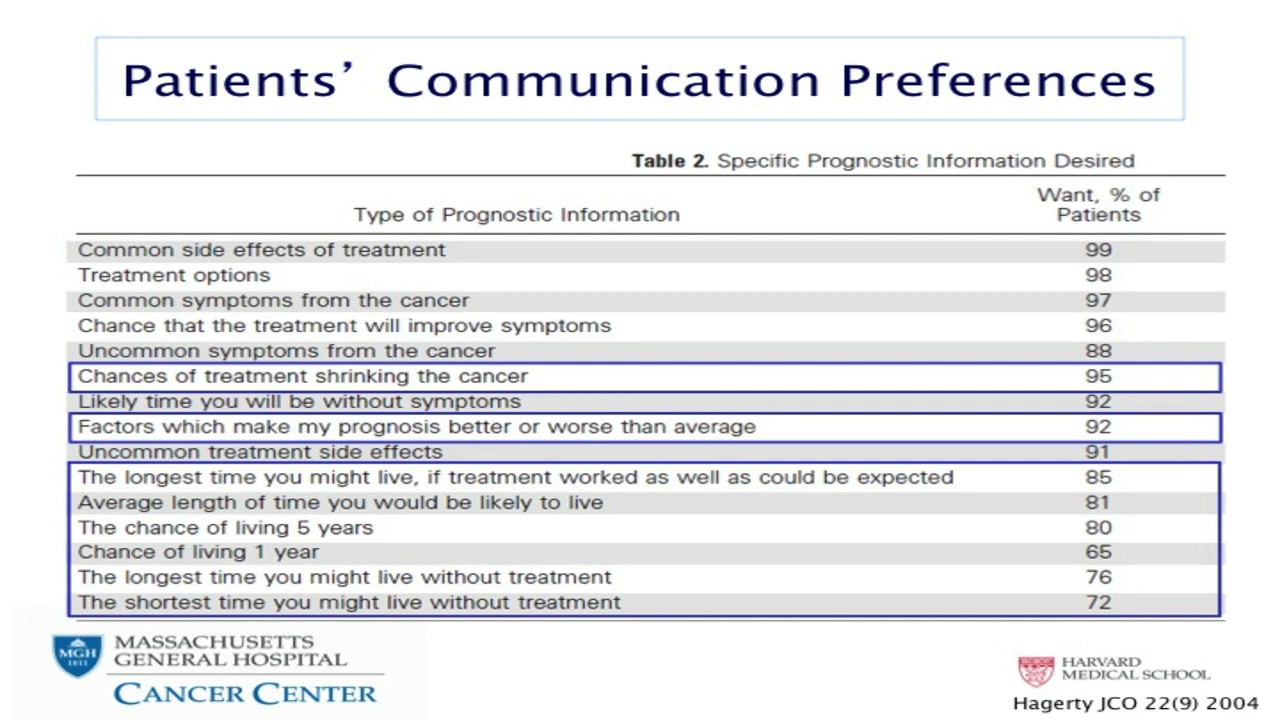 Patients’ Communication Preferences
Table 2. Specific Prognostic Information Desired
Type of Prognostic Information
Want, % of
Patients
Common side effects of treatment 99
Treatment options 98
Common symptoms from the cancer 97
Chance that the treatment will improve symptoms 96
Uncommon symptoms from the cancer 88
Chances of treatment shrinking the cancer 95
Likely time you will be without symptoms 92
Factors which make my prognosis better or worse than average 92
Uncommon treatment side effects 91
The longest time you might live, if treatment worked as well as could be expected 85
Average length of time you would be likely to live 81
The chance of living 5 years 80
Chance of living 1 year 65
The longest time you might live without treatment 76
The shortest time you might live without treatment 72
MGH
1811
MASSACHUSETTS
GENERAL HOSPITAL
CANCER CENTER
HARVARD
MEDICAL SCHOOL
Hagerty JCO 22(9) 2004